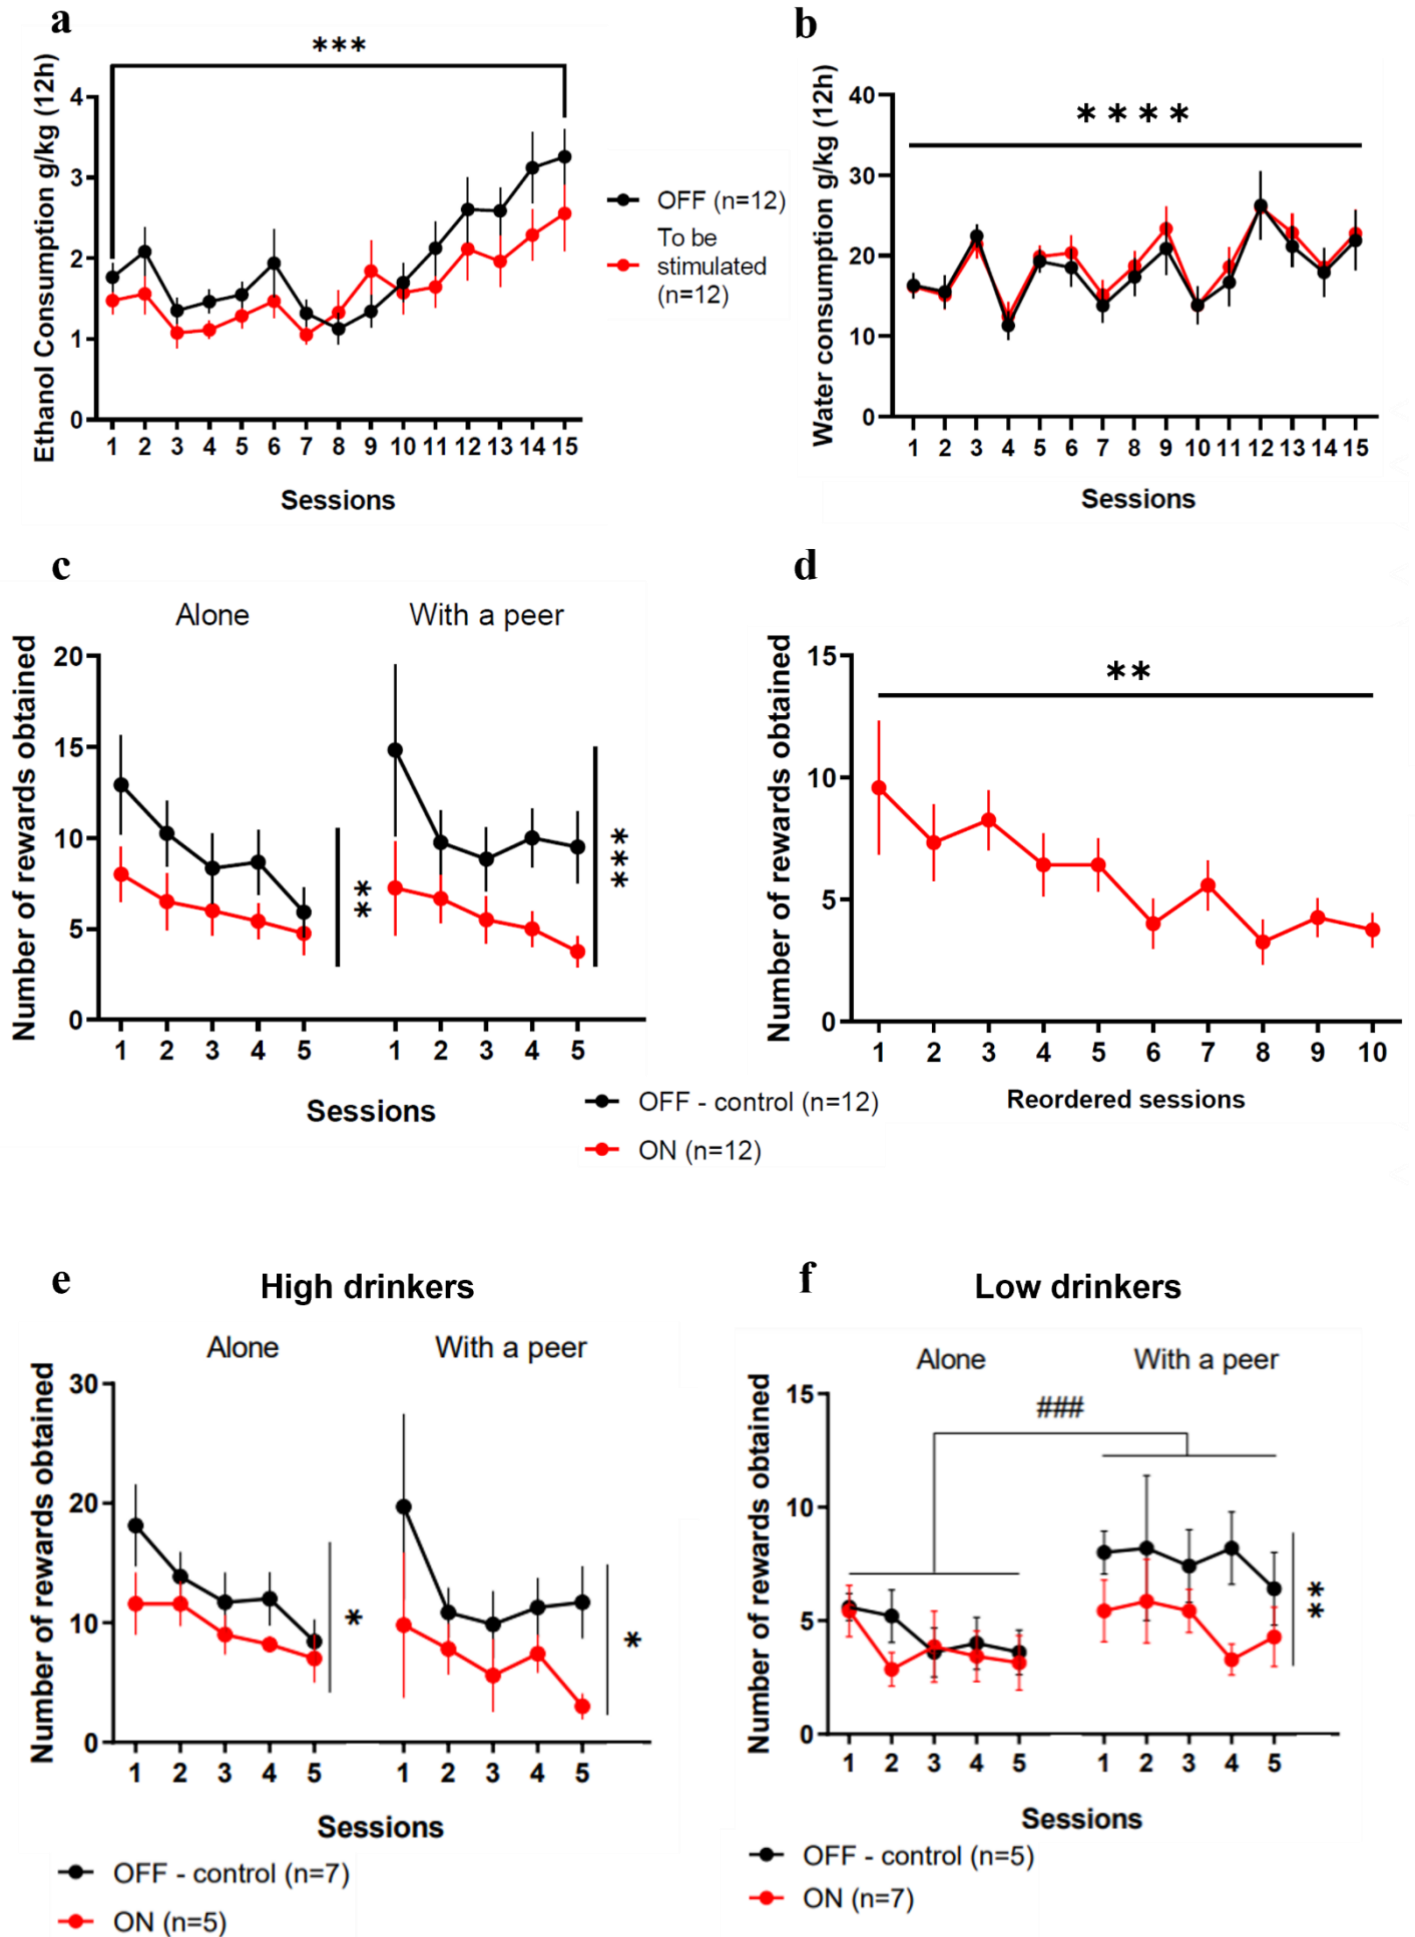 a
Ethanol Consumption g/kg (12h)
***
4
3
2
1
0
1 2 3 4 5 6 7 8 9 10 11 12 13 14 15
Sessions
OFF (n=12)
To be
stimulated
(n=12)
b
Water consumption g/kg (12h)
****
40
30
20
10
0
1 2 3 4 5 6 7 8 9 10 11 12 13 14 15
Sessions
c
Alone
With a peer
Number of rewards obtained
20
15
10
5
0
**
***
1 2 3 4 5
1 2 3 4 5
Sessions
OFF - control (n=12)
ON (n=12)
d
Number of rewards obtained
**
15
10
5
0
1 2 3 4 5 6 7 8 9 10
Reordered sessions
e
High drinkers
Alone
With a peer
Number of rewards obtained
30
20
10
0
*
*
1 2 3 4 5
1 2 3 4 5
Sessions
OFF - control (n=7)
ON (n=5)
f
Low drinkers
Alone
With a peer
Number of rewards obtained
###
15
10
5
0
**
1 2 3 4 5
1 2 3 4 5
Sessions
OFF - control (n=5)
ON (n=7)